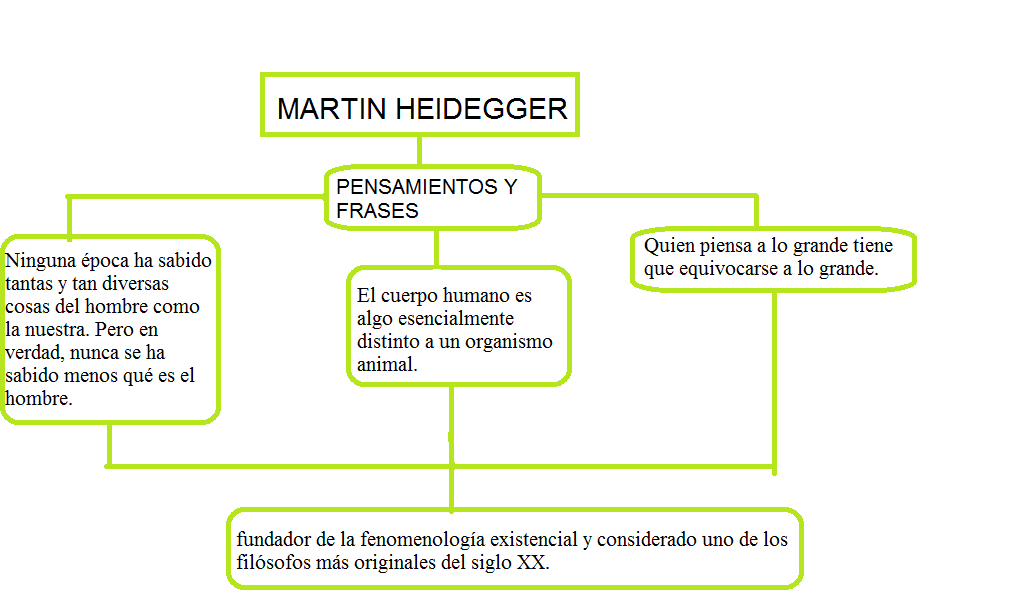 MARTIN HEIDEGGER
PENSAMIENTOS Y
FRASES
Ninguna época ha sabido
tantas y tan diversas
cosas del hombre como
la nuestra. Pero en
verdad, nunca se ha
sabido menos qué es el
hombre.
El cuerpo humano es
algo esencialmente
distinto a un organismo
animal.
Quien piensa a lo grande tiene
que equivocarse a lo grande.
fundador de la fenomenología existencial y considerado uno de los
filósofos más originales del siglo XX.